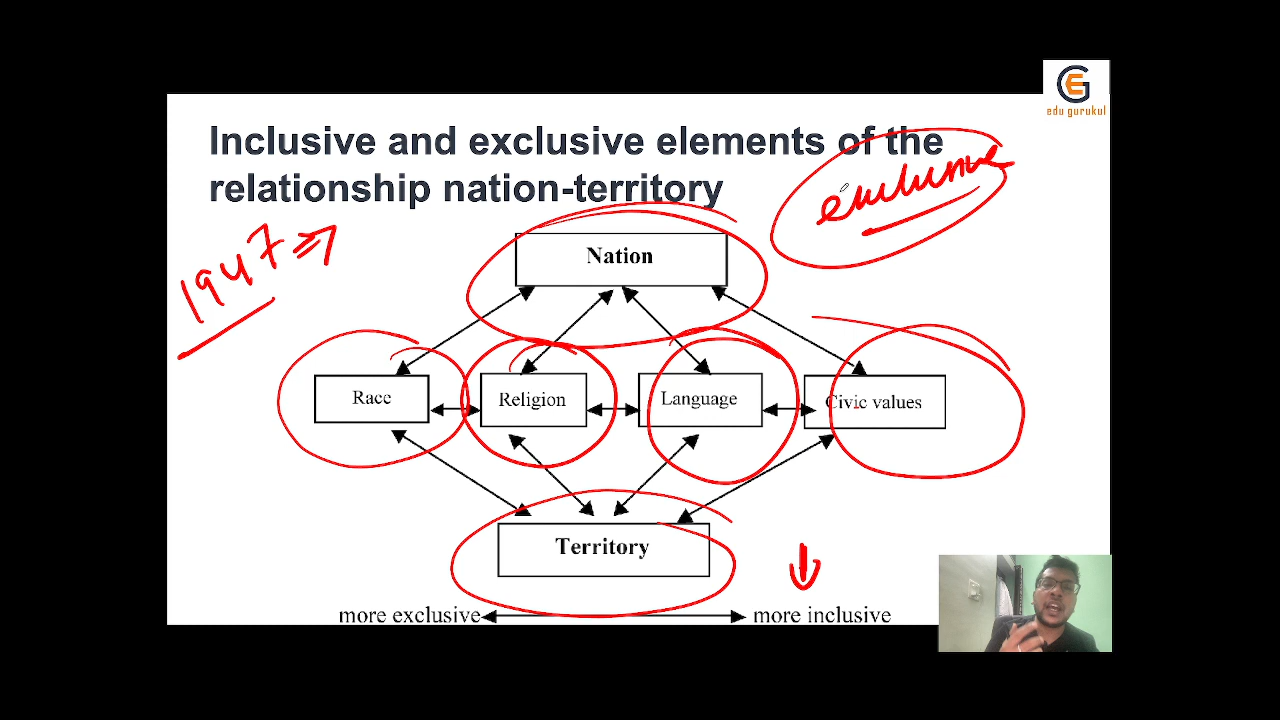 edu gurukul
Inclusive and exclusive elements of the
relationship nation-territory
exclusive
1947 ⇒
Nation
Race
Religion
Language
Civic values
Territory
more exclusive
more inclusive